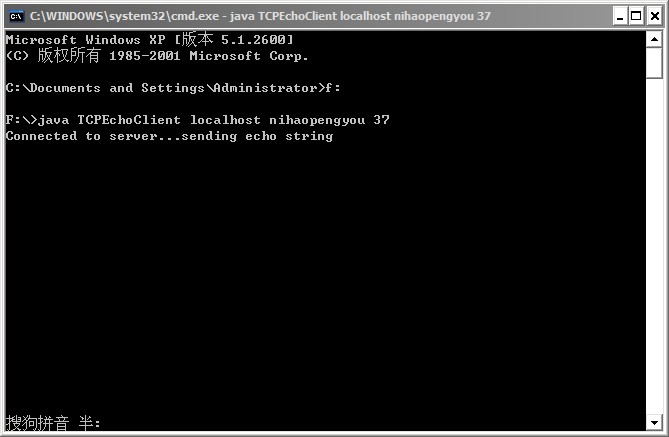 C:\WINDOWS\system32\cmd.exe - java TCPEchoClient localhost nihaopengyou 37
Microsoft Windows XP [版本 5.1.2600]
(C) 版权所有 1985-2001 Microsoft Corp.
C:\Documents and Settings\Administrator>f:
F:\>java TCPEchoClient localhost nihaopengyou 37
Connected to server...sending echo string
搜狗拼音 半: